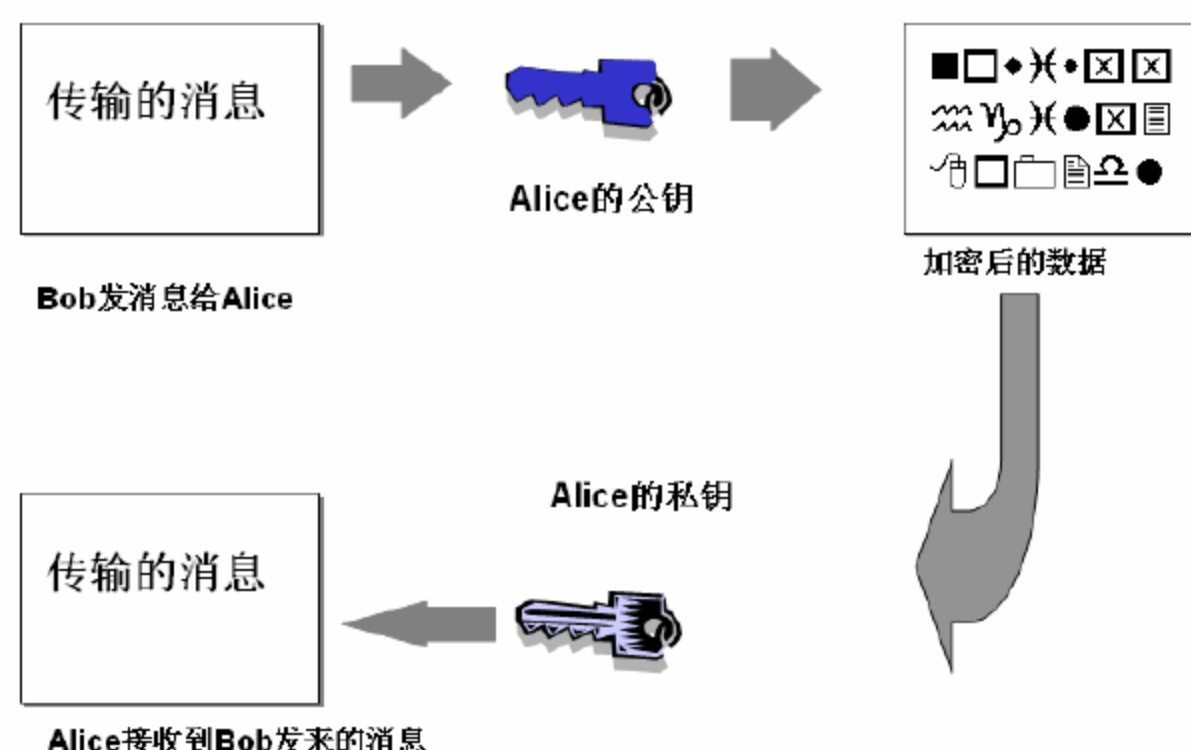 传输的消息
Alice的公钥
加密后的数据
Bob发消息给Alice
Alice的私钥
传输的消息
Alice接收到Bob发来的消息